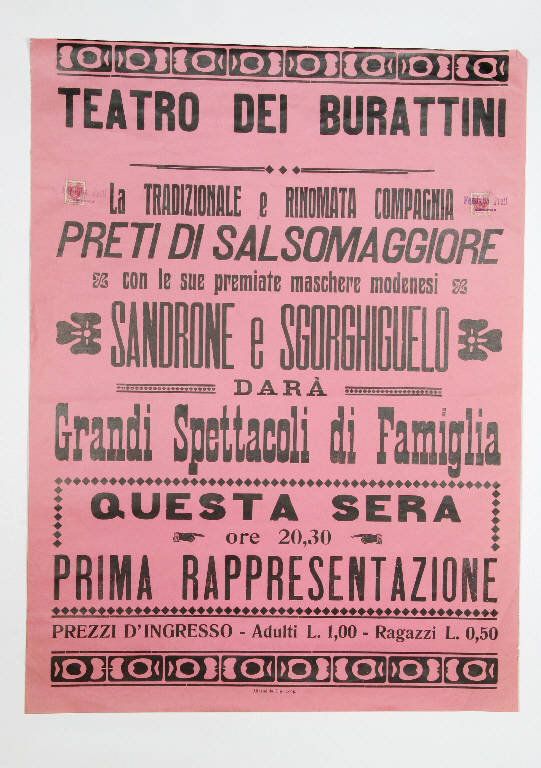 TEATRO DEI BURATTINI
La TRADIZIONALE e RINOMATA COMPAGNIA
PRETI DI SALSOMAGGIORE
con le sue premiate maschere modenesi
SANDRONE e SGORGHIGUELO
DARÀ
Grandi Spettacoli di Famiglia
QUESTA SERA
ore 20,30
PRIMA RAPPRESENTAZIONE
PREZZI D'INGRESSO - Adulti L. 1,00 - Ragazzi L. 0,50